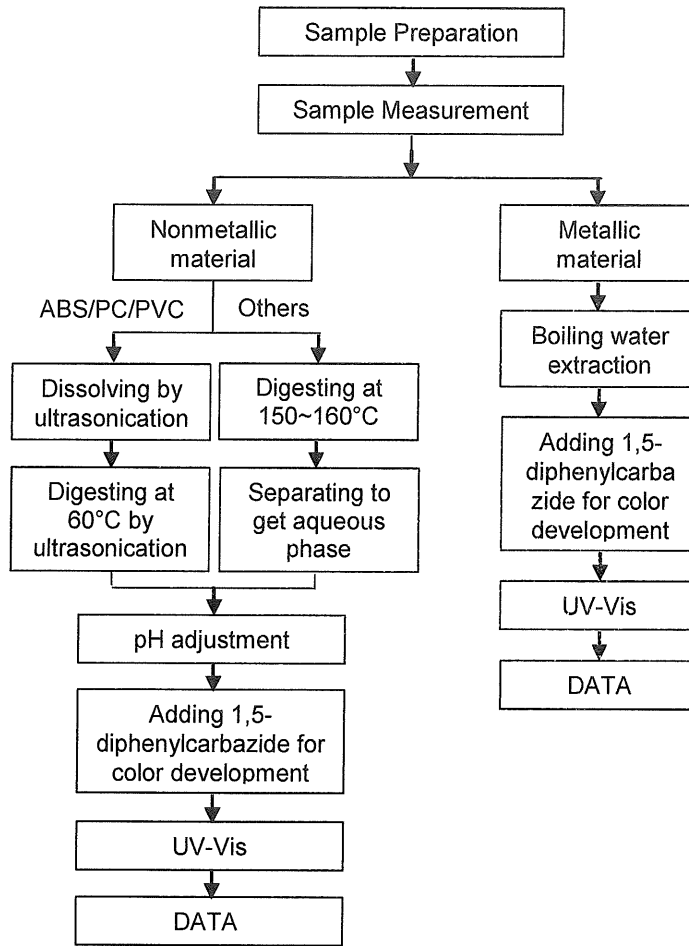 Sample Preparation
Sample Measurement
Nonmetallic
material
Metallic
material
ABS/PC/PVC
Others
Boiling water
extraction
Dissolving by
ultrasonication
Digesting at
150~160°C
Adding 1,5-
diphenylcarba
zide for color
development
Digesting at
60°C by
ultrasonication
Separating to
get aqueous
phase
UV-Vis
pH adjustment
DATA
Adding 1,5-
diphenylcarbazide for
color development
UV-Vis
DATA